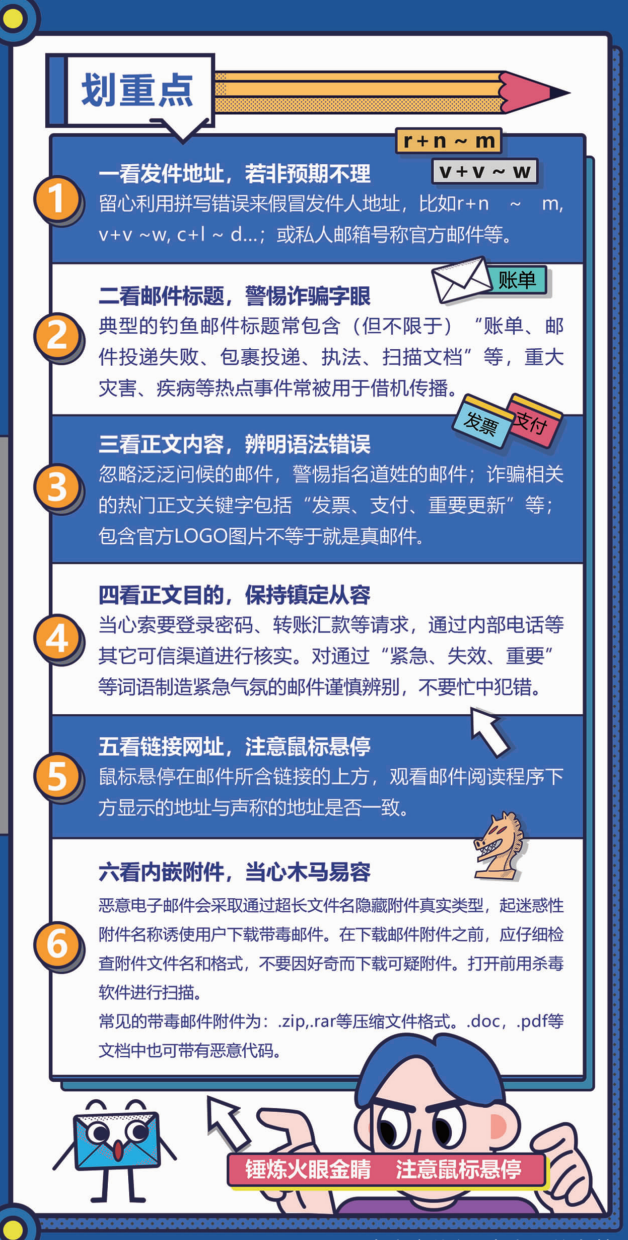 划重点
r+n ~ m
v+v ~ w
1
一看发件地址，若非预期不理
留心利用拼写错误来假冒发件人地址，比如r+n ~ m,
v+v ~w, c+l ~ d...；或私人邮箱号称官方邮件等。
账单
2
二看邮件标题，警惕诈骗字眼
典型的钓鱼邮件标题常包含（但不限于）“账单、邮
件投递失败、包裹投递、执法、扫描文档”等，重大
灾害、疾病等热点事件常被用于借机传播。
发票
支付
3
三看正文内容，辨明语法错误
忽略泛泛问候的邮件，警惕指名道姓的邮件；诈骗相关
的热门正文关键字包括“发票、支付、重要更新”等；
包含官方LOGO图片不等于就是真邮件。
4
四看正文目的，保持镇定从容
当心索要登录密码、转账汇款等请求，通过内部电话等
其它可信渠道进行核实。对通过“紧急、失效、重要”
等词语制造紧急气氛的邮件谨慎辨别，不要忙中犯错。
5
五看链接网址，注意鼠标悬停
鼠标悬停在邮件所含链接的上方，观看邮件阅读程序下
方显示的地址与声称的地址是否一致。
6
六看内嵌附件，当心木马易容
恶意电子邮件会采取通过超长文件名隐藏附件真实类型，起迷惑性
附件名称诱使用户下载带毒邮件。在下载邮件附件之前，应仔细检
查附件文件名和格式，不要因好奇而下载可疑附件。打开前用杀毒
软件进行扫描。
常见的带毒邮件附件为：.zip,.rar等压缩文件格式。.doc，.pdf等
文档中也可带有恶意代码。
锤炼火眼金睛 注意鼠标悬停